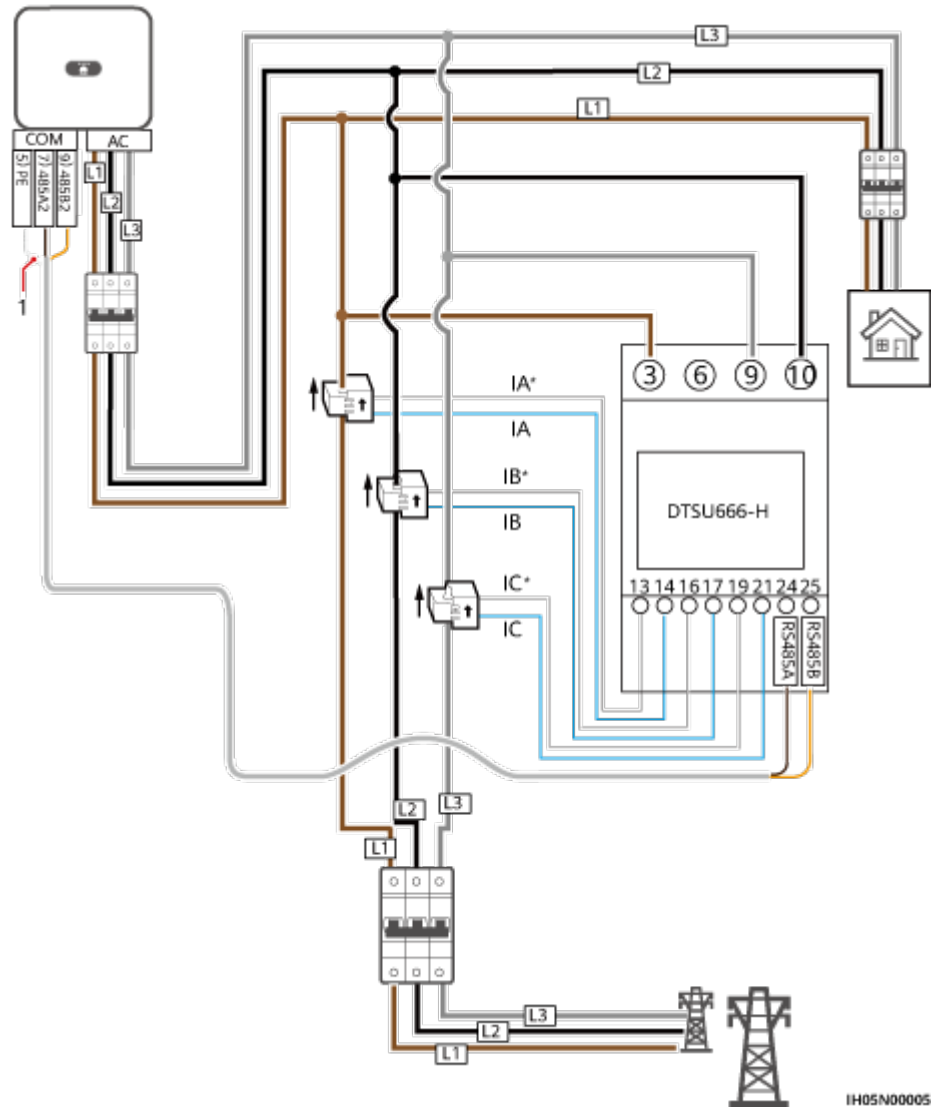 L3
L2
L1
COM
AC
5) PE
7) 485A2
9) 485B2
L1
L2
L3
1
3
6
9
10
IA*
IA
IB*
IB
IC*
IC
DTSU666-H
13 14 16 17 19 21 24 25
RS485A
RS485B
L2
L3
L1
L3
L2
L1
IH05N00005